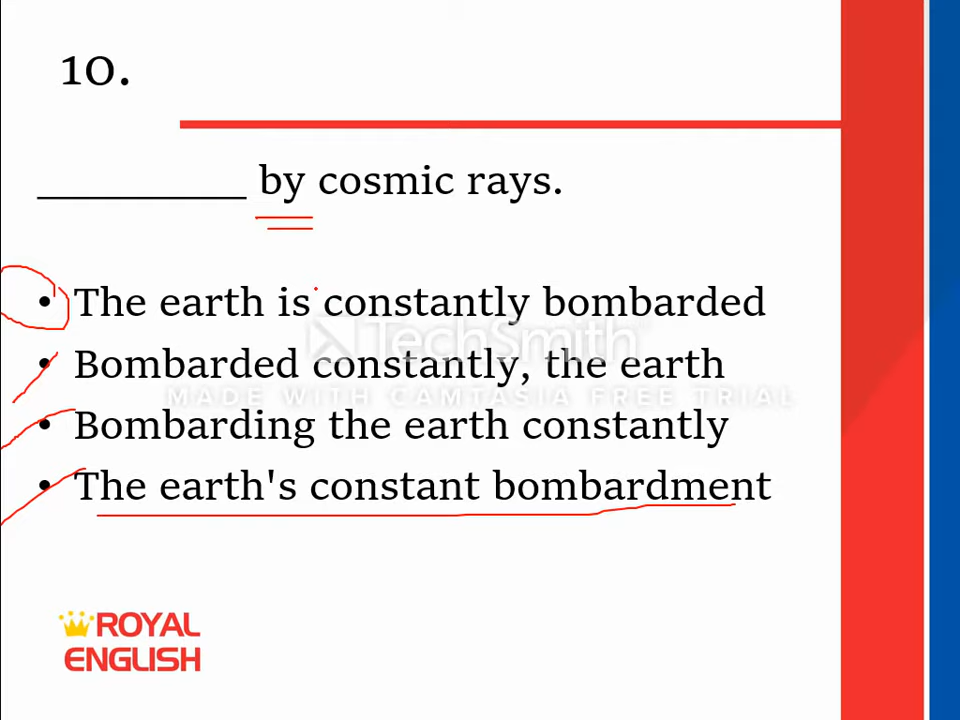 10.
_________ by cosmic rays.
• The earth is constantly bombarded
TechSmith
• Bombarded constantly, the earth
MADE WITH CAMTASIA FREE TRIAL
• Bombarding the earth constantly
• The earth's constant bombardment
ROYAL
ENGLISH